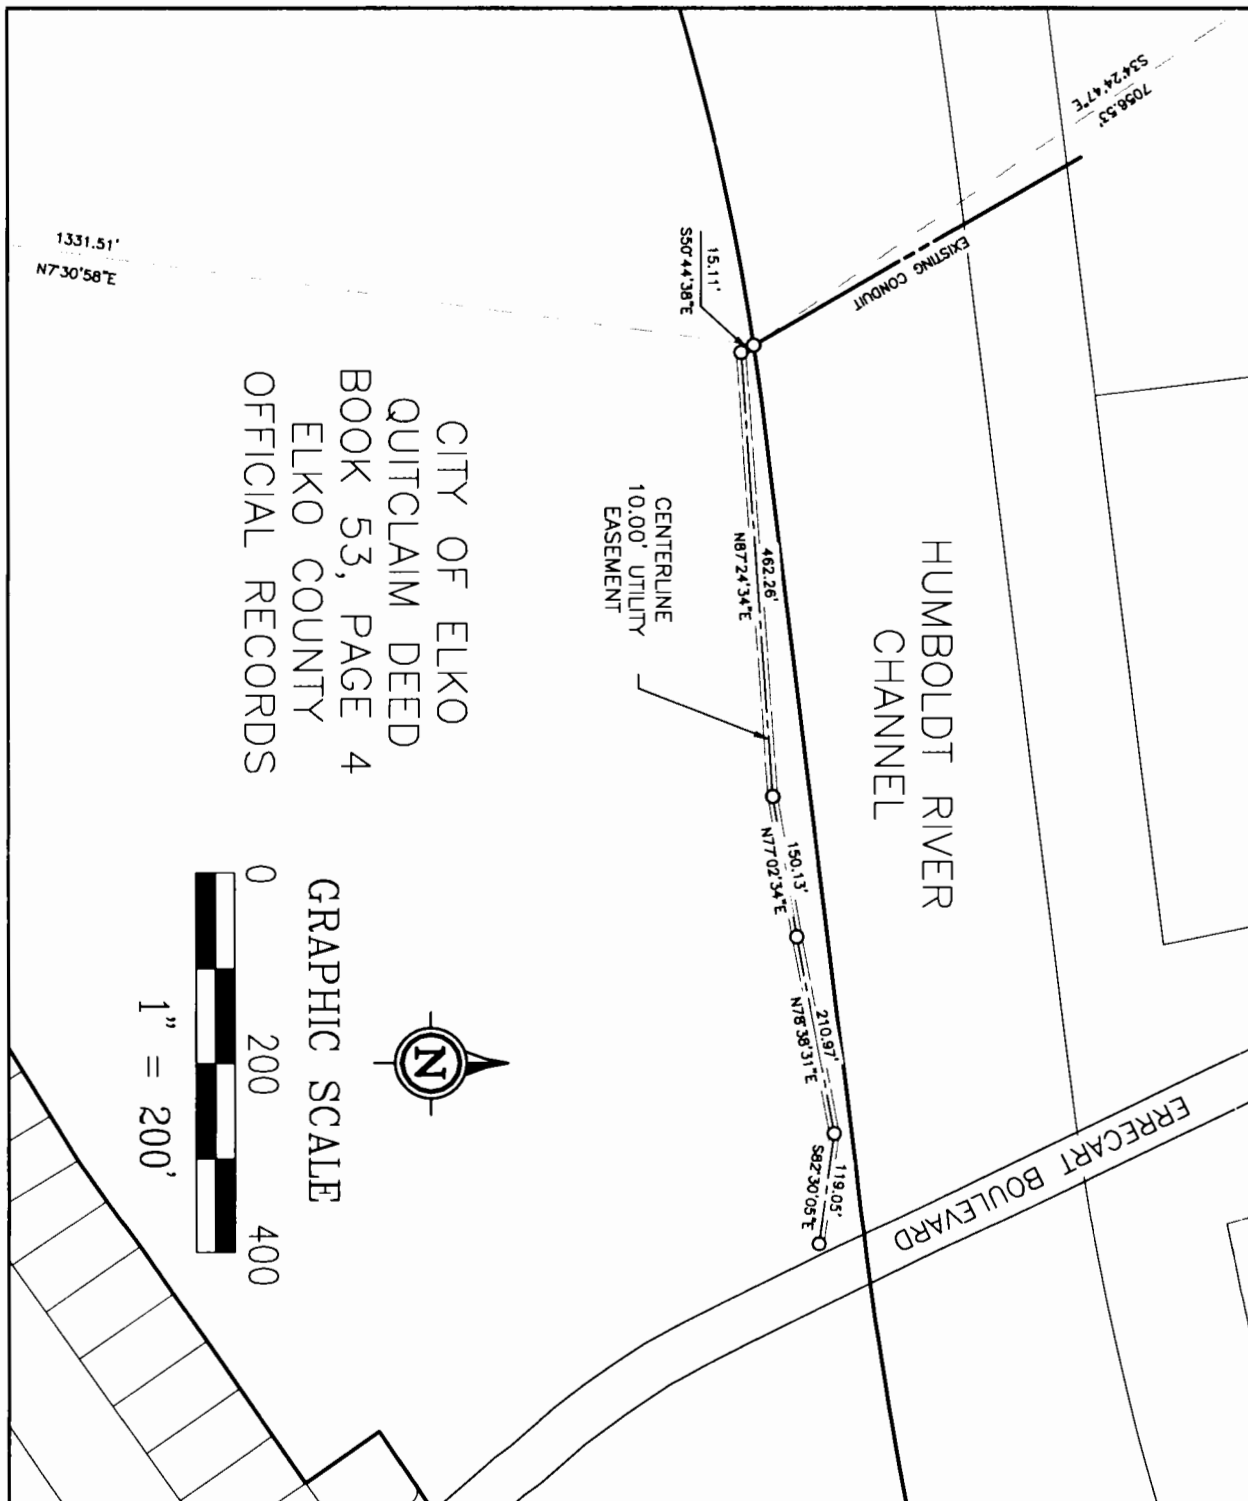 S34°24'47"E
7058.53'
EXISTING CONDUIT
1331.51'
N7°30'58"E
15.11'
S50°44'38"E
HUMBOLDT RIVER
CHANNEL
462.26'
N87°24'34"E
CENTERLINE
10.00' UTILITY
EASEMENT
150.13'
N77°02'34"E
210.97'
N78°38'31"E
119.05'
S82°30'05"E
ERRECART BOULEVARD
CITY OF ELKO
QUITCLAIM DEED
BOOK 53, PAGE 4
ELKO COUNTY
OFFICIAL RECORDS
N
GRAPHIC SCALE
0 200 400
1" = 200'